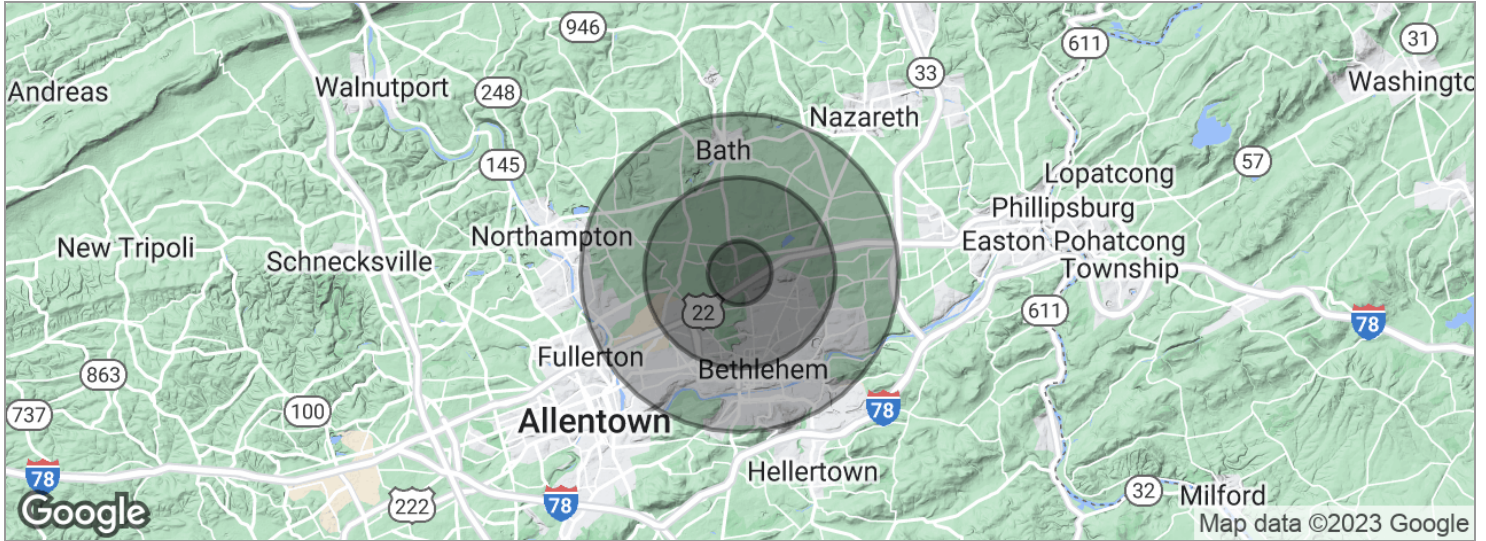 946
611
31
33
Andreas
Walnutport
248
Washingto
Nazareth
Bath
145
57
Lopatcong
Phillipsburg
Northampton
New Tripoli
Schnecksville
Easton Pohatcong
Township
22
611
78
Fullerton
Bethlehem
863
737
100
78
Allentown
Hellertown
78
222
78
32
Milford
Google
Map data ©2023 Google